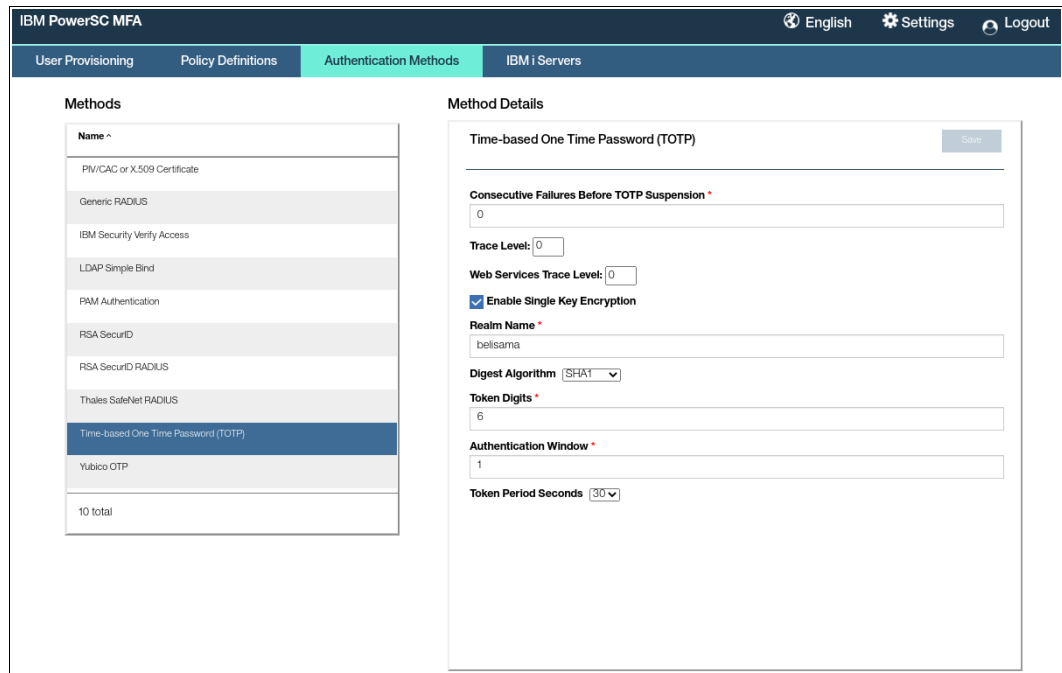 IBM PowerSC MFA
English
Settings
Logout
User Provisioning
Policy Definitions
Authentication Methods
IBM i Servers
Methods
Name ^
PIV/CAC or X.509 Certificate
Generic RADIUS
IBM Security Verify Access
LDAP Simple Bind
PAM Authentication
RSA SecurID
RSA SecurID RADIUS
Thales SafeNet RADIUS
Time-based One Time Password (TOTP)
Yubico OTP
10 total
Method Details
Time-based One Time Password (TOTP)
Save
Consecutive Failures Before TOTP Suspension *
0
Trace Level: 0
Web Services Trace Level: 0
Enable Single Key Encryption
Realm Name *
belisama
Digest Algorithm SHA1
Token Digits *
6
Authentication Window *
1
Token Period Seconds 30